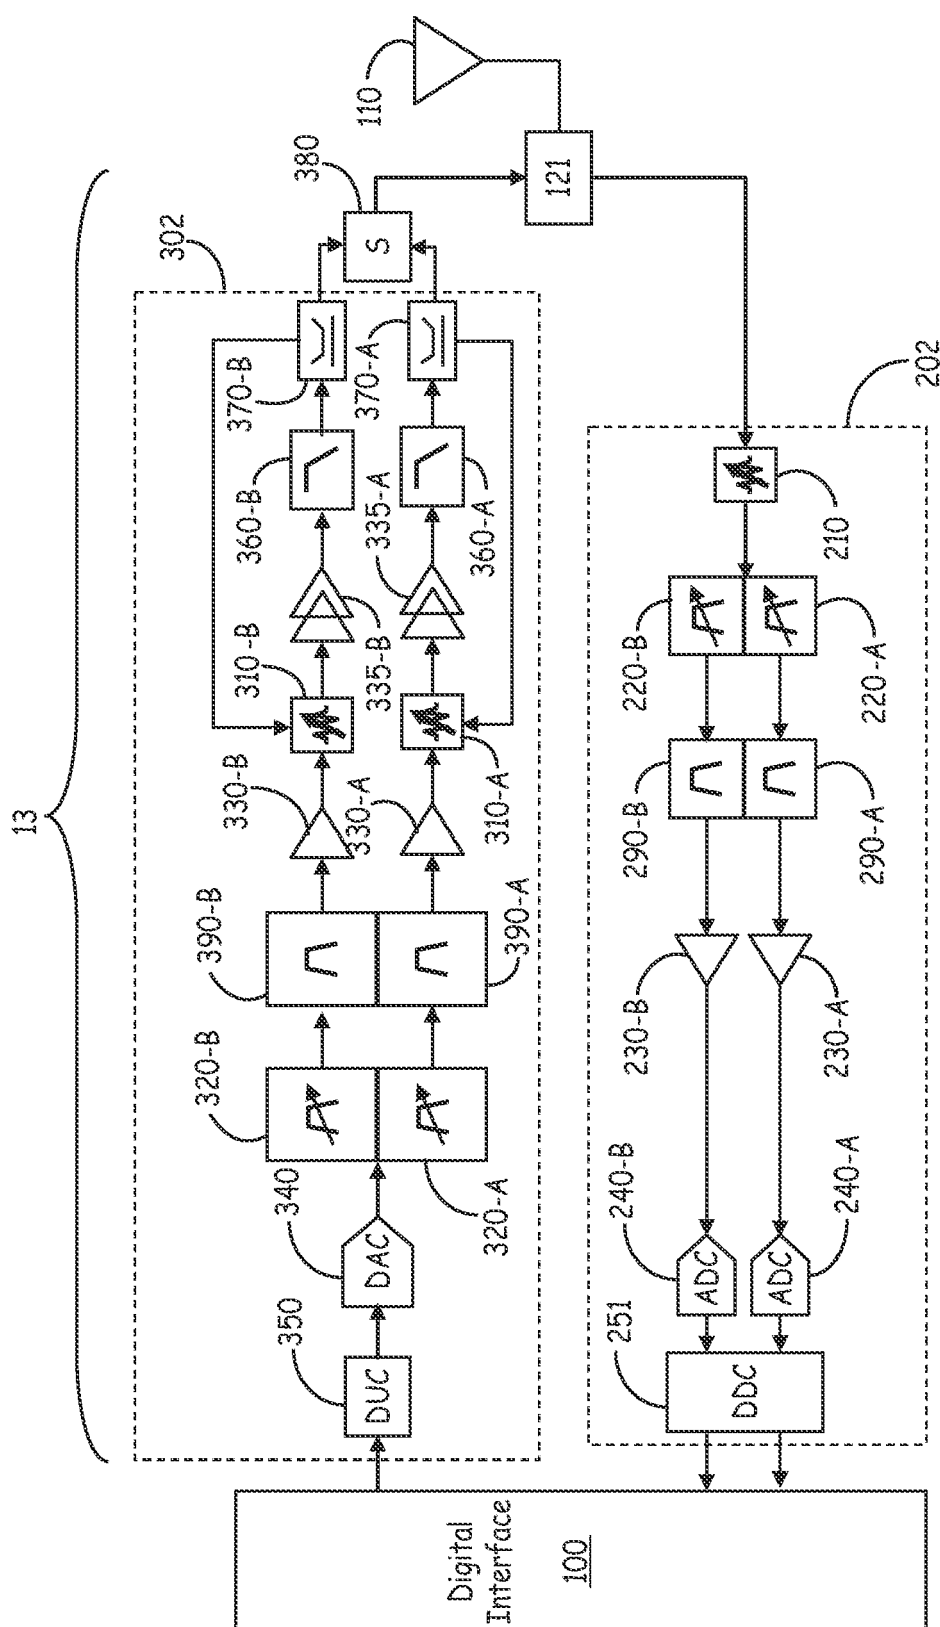 13
302
380
110
S
121
370-B
370-A
360-B
335-A
360-A
310-B
335-B
310-A
330-B
330-A
390-B
390-A
320-B
320-A
340
DAC
350
DUC
202
210
220-B
220-A
290-B
290-A
230-B
230-A
240-B
240-A
ADC
ADC
251
DDC
Digital
Interface
100